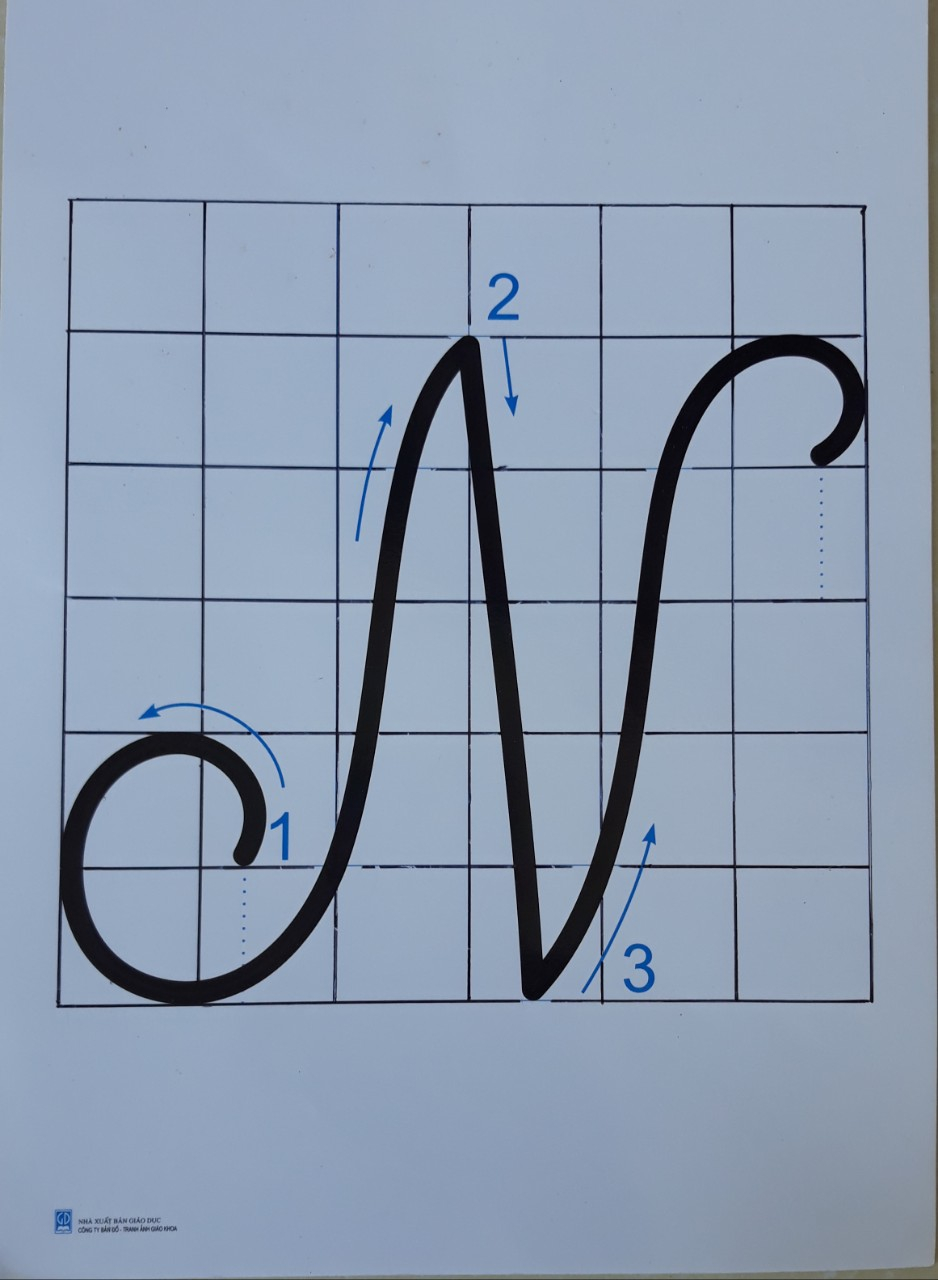 2
1
N
3
NHÀ XUẤT BẢN GIÁO DỤC
CÔNG TY BẢN ĐỒ - TRANH ẢNH GIÁO KHOA